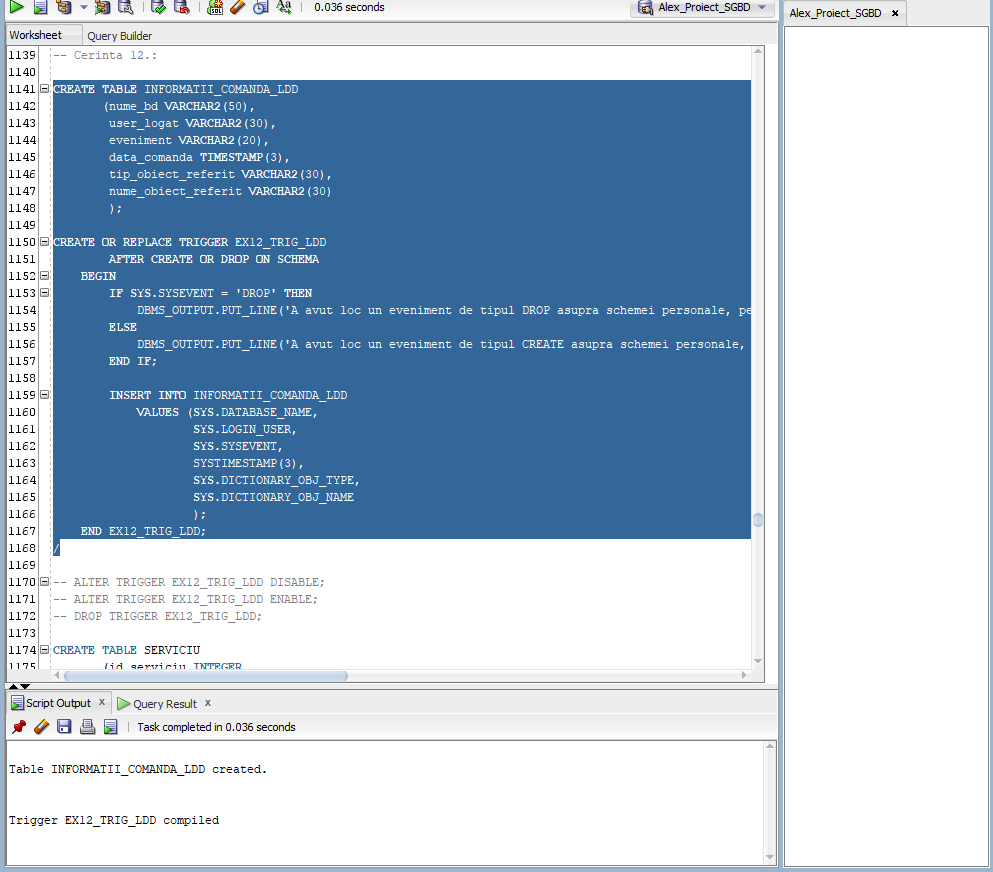 0.036 seconds
Alex_Proiect_SGBD
Alex_Proiect_SGBD ×
Worksheet Query Builder
1139 -- Cerinta 12.:
1140
1141 CREATE TABLE INFORMATII_COMANDA_LDD
1142 (nume_bd VARCHAR2(50),
1143 user_logat VARCHAR2(30),
1144 eveniment VARCHAR2(20),
1145 data_comanda TIMESTAMP(3),
1146 tip_obiect_referit VARCHAR2(30),
1147 nume_obiect_referit VARCHAR2(30)
1148 );
1149
1150 CREATE OR REPLACE TRIGGER EX12_TRIG_LDD
1151 AFTER CREATE OR DROP ON SCHEMA
1152 BEGIN
1153 IF SYS.SYSEVENT = 'DROP' THEN
1154 DBMS_OUTPUT.PUT_LINE('A avut loc un eveniment de tipul DROP asupra schemei personale, pe
1155 ELSE
1156 DBMS_OUTPUT.PUT_LINE('A avut loc un eveniment de tipul CREATE asupra schemei personale,
1157 END IF;
1158
1159 INSERT INTO INFORMATII_COMANDA_LDD
1160 VALUES (SYS.DATABASE_NAME,
1161 SYS.LOGIN_USER,
1162 SYS.SYSEVENT,
1163 SYSTIMESTAMP(3),
1164 SYS.DICTIONARY_OBJ_TYPE,
1165 SYS.DICTIONARY_OBJ_NAME
1166 );
1167 END EX12_TRIG_LDD;
1168 /
1169
1170 -- ALTER TRIGGER EX12_TRIG_LDD DISABLE;
1171 -- ALTER TRIGGER EX12_TRIG_LDD ENABLE;
1172 -- DROP TRIGGER EX12_TRIG_LDD;
1173
1174 CREATE TABLE SERVICIU
1175 (id_serviciu INTEGER
Script Output × Query Result ×
Task completed in 0.036 seconds
Table INFORMATII_COMANDA_LDD created.
Trigger EX12_TRIG_LDD compiled